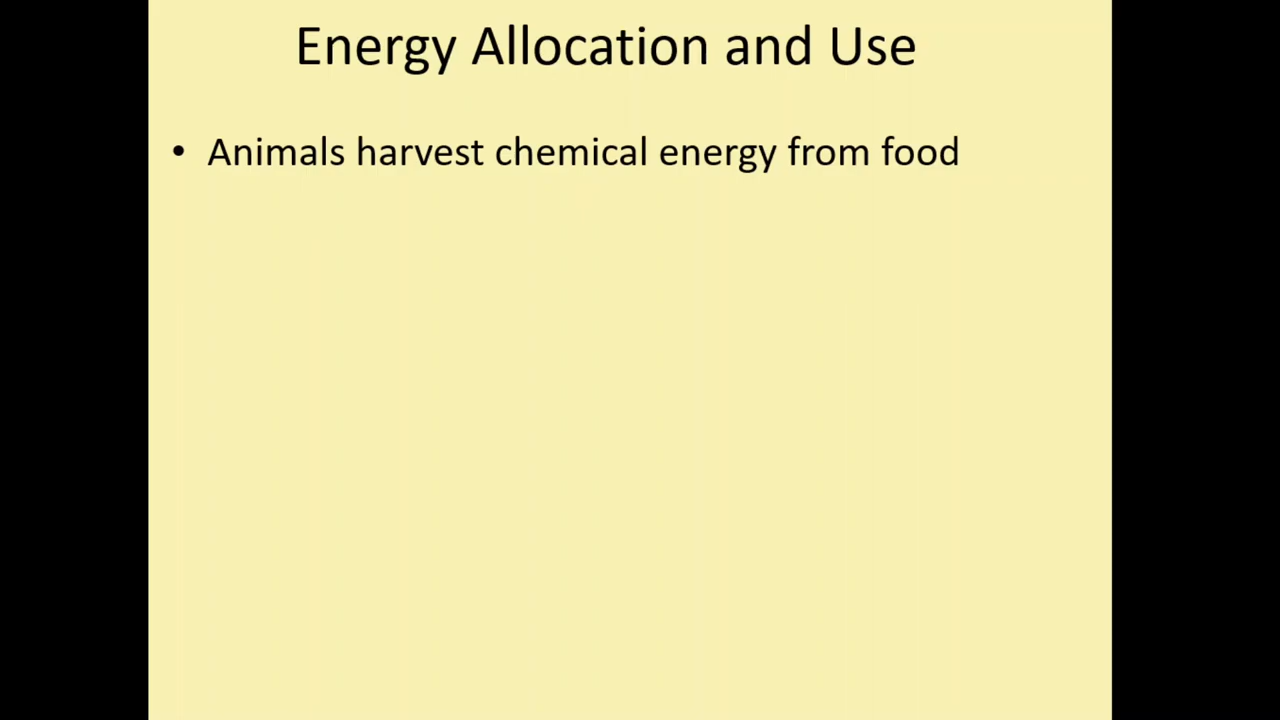 Energy Allocation and Use
• Animals harvest chemical energy from food